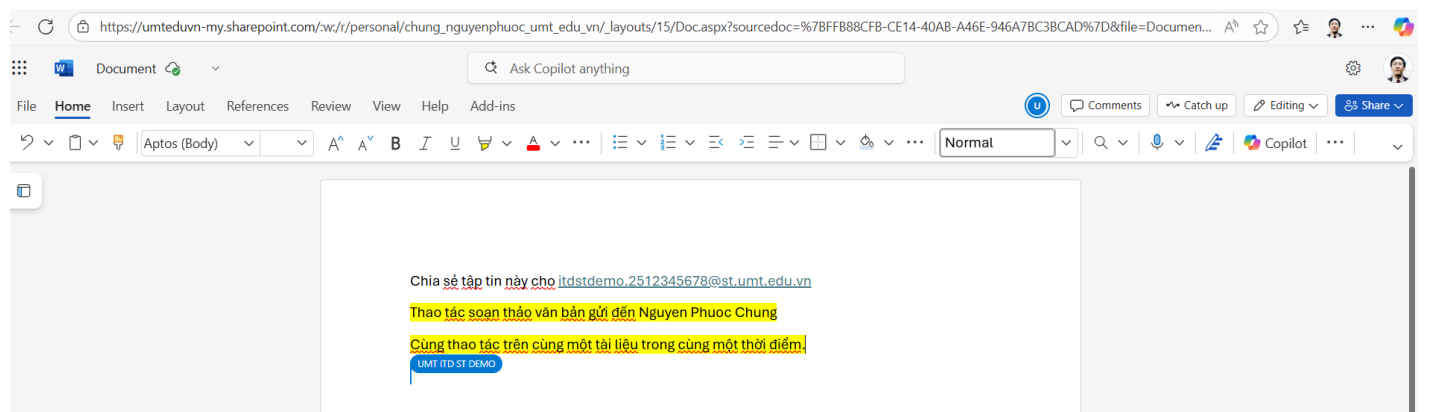 https://umteduvn-my.sharepoint.com/:w:/r/personal/chung_nguyenphuoc_umt_edu_vn/_layouts/15/Doc.aspx?sourcedoc=%7BFFB88CFB-CE14-40AB-A46E-946A7BC3BCAD%7D&file=Documen...
Document Ask Copilot anything
File Home Insert Layout References Review View Help Add-ins U Comments Catch up Editing Share
Aptos (Body) A^ A˅ B I U A Normal Copilot
Chia sẻ tập tin này cho itdstdemo.2512345678@st.umt.edu.vn
Thao tác soạn thảo văn bản gửi đến Nguyen Phuoc Chung
Cùng thao tác trên cùng một tài liệu trong cùng một thời điểm.
UMT ITD ST DEMO